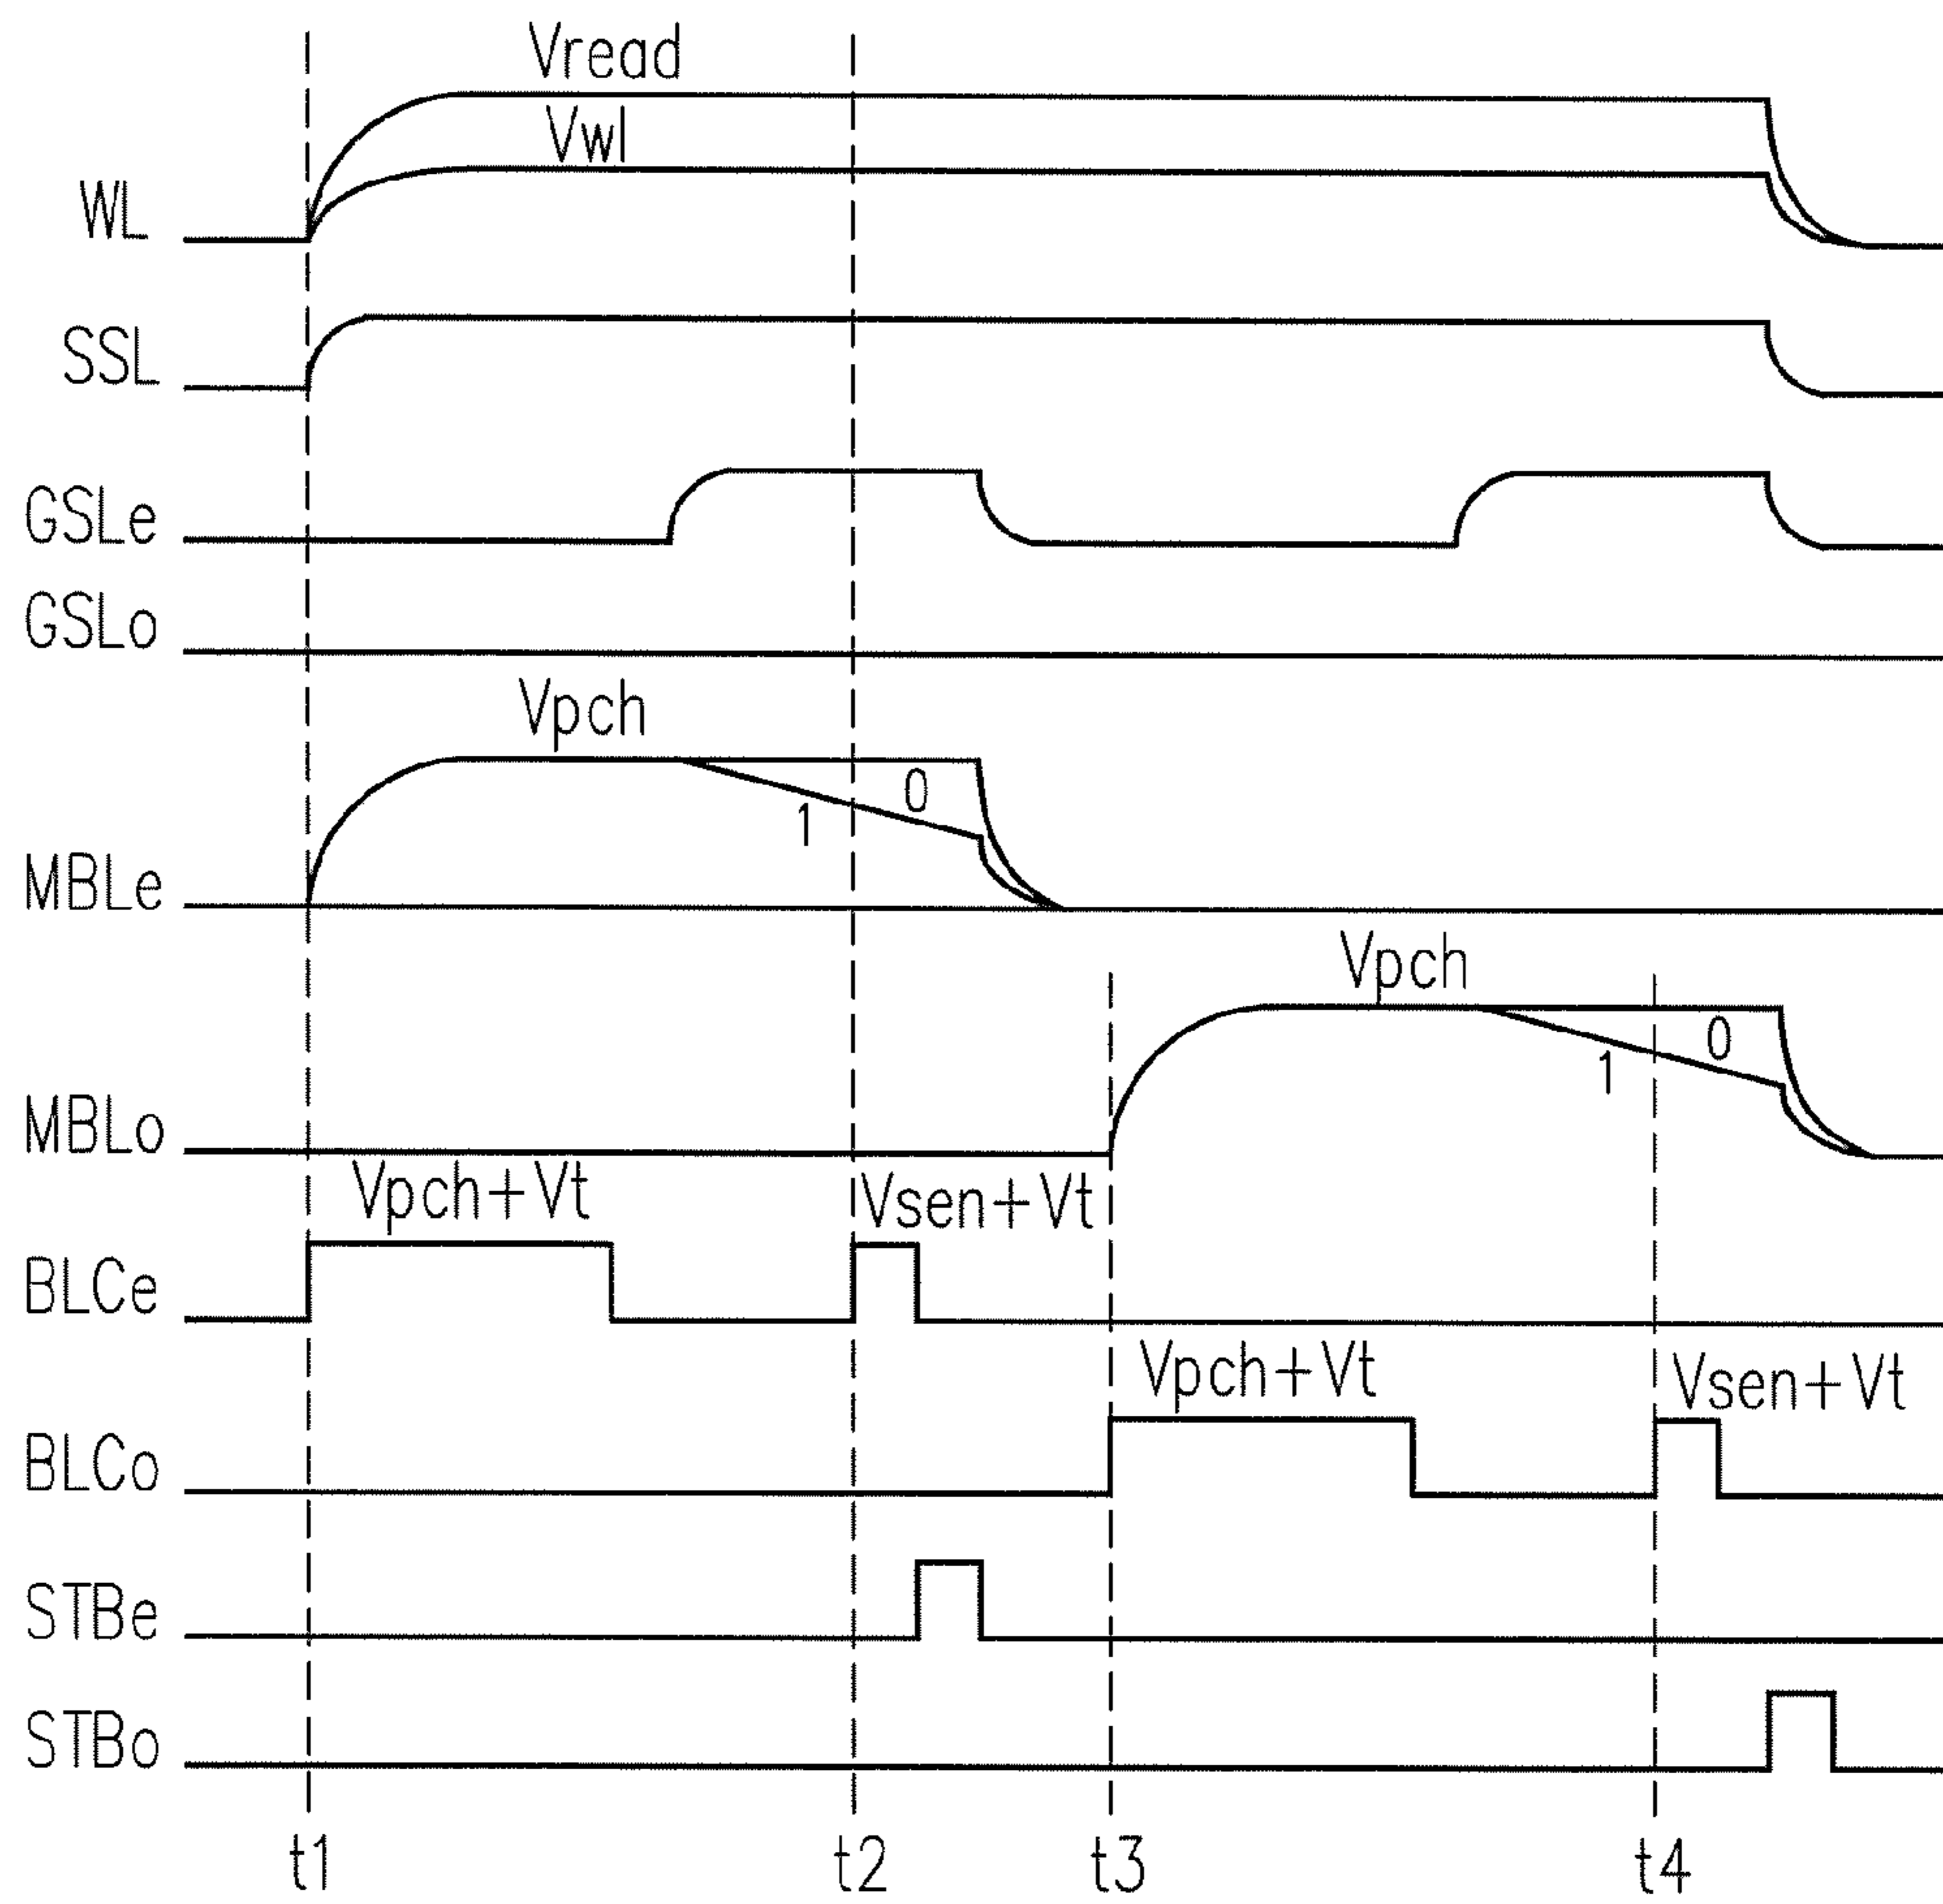 Vread
Vwl
WL
SSL
GSLe
GSLo
Vpch
0
1
MBLe
Vpch
0
1
MBLo
Vpch+Vt Vsen+Vt
BLCe
Vpch+Vt Vsen+Vt
BLCo
STBe
STBo
t1 t2 t3 t4